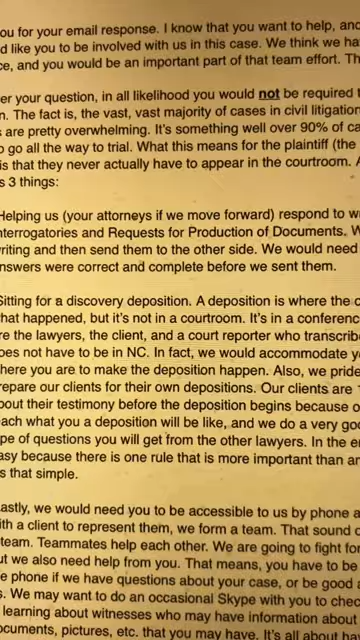 ou for your email response. I know that you want to help, and
d like you to be involved with us in this case. We think we ha
ce, and you would be an important part of that team effort. Th
er your question, in all likelihood you would not be required t
n. The fact is, the vast, vast majority of cases in civil litigation
s are pretty overwhelming. It's something well over 90% of ca
o go all the way to trial. What this means for the plaintiff (the
is that they never actually have to appear in the courtroom. A
s 3 things:
Helping us (your attorneys if we move forward) respond to w
nterrogatories and Requests for Production of Documents. W
riting and then send them to the other side. We would need
nswers were correct and complete before we sent them.
Sitting for a discovery deposition. A deposition is where the o
hat happened, but it's not in a courtroom. It's in a conferenc
re the lawyers, the client, and a court reporter who transcribe
oes not have to be in NC. In fact, we would accommodate yo
here you are to make the deposition happen. Also, we pride
repare our clients for their own depositions. Our clients are
bout their testimony before the deposition begins because o
each what you a deposition will be like, and we do a very goo
pe of questions you will get from the other lawyers. In the en
asy because there is one rule that is more important than an
s that simple.
astly, we would need you to be accessible to us by phone a
ith a client to represent them, we form a team. That sound c
team. Teammates help each other. We are going to fight for
ut we also need help from you. That means, you have to be
e phone if we have questions about your case, or be good a
s. We may want to do an occasional Skype with you to chec
learning about witnesses who may have information about
ocuments, pictures, etc. that you may have. It's all about